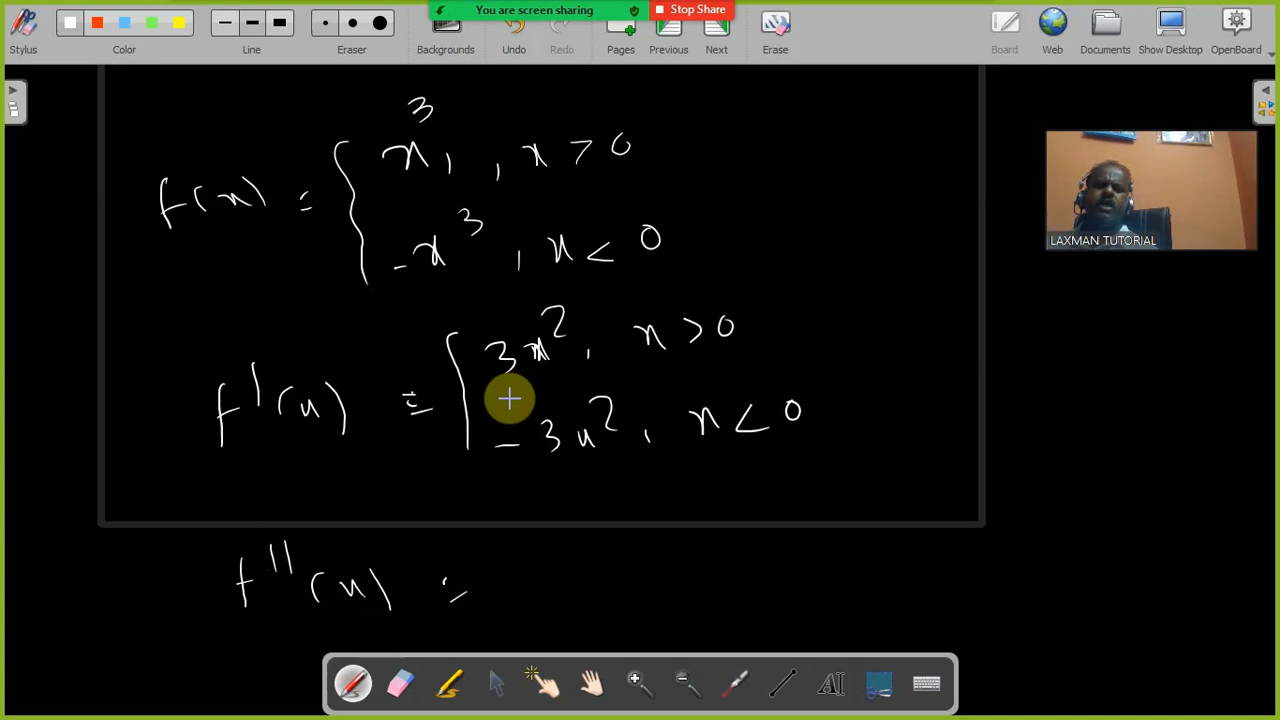 You are screen sharing Stop Share
Stylus Color Line Eraser Backgrounds Undo Redo Pages Previous Next Erase Board Web Documents Show Desktop OpenBoard
f(x) = { x³, , x > 0
-x³ , x < 0
LAXMAN TUTORIAL
f'(x) = { 3x², x > 0
- 3x², x < 0
f''(x) =
AI